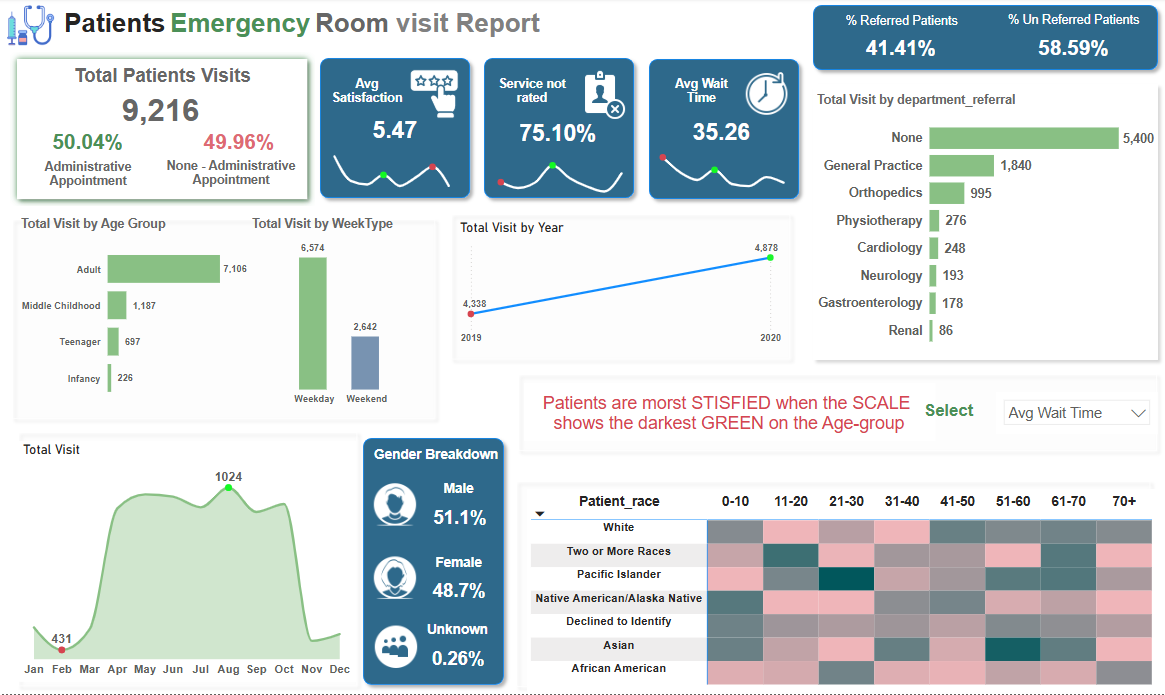 Patients Emergency Room visit Report
% Referred Patients
41.41%
% Un Referred Patients
58.59%
Total Patients Visits
9,216
50.04%
49.96%
Administrative
Appointment
None - Administrative
Appointment
Avg
Satisfaction
5.47
Service not
rated
75.10%
Avg Wait
Time
35.26
Total Visit by department_referral
None 5,400
General Practice 1,840
Orthopedics 995
Physiotherapy 276
Cardiology 248
Neurology 193
Gastroenterology 178
Renal 86
Total Visit by Age Group
Adult 7,106
Middle Childhood 1,187
Teenager 697
Infancy 226
Total Visit by WeekType
6,574
2,642
Weekday Weekend
Total Visit by Year
4,878
4,338
2019 2020
Patients are morst STISFIED when the SCALE
shows the darkest GREEN on the Age-group
Select
Avg Wait Time
Total Visit
1024
431
Jan Feb Mar Apr May Jun Jul Aug Sep Oct Nov Dec
Gender Breakdown
Male
51.1%
Female
48.7%
Unknown
0.26%
Patient_race 0-10 11-20 21-30 31-40 41-50 51-60 61-70 70+
White
Two or More Races
Pacific Islander
Native American/Alaska Native
Declined to Identify
Asian
African American